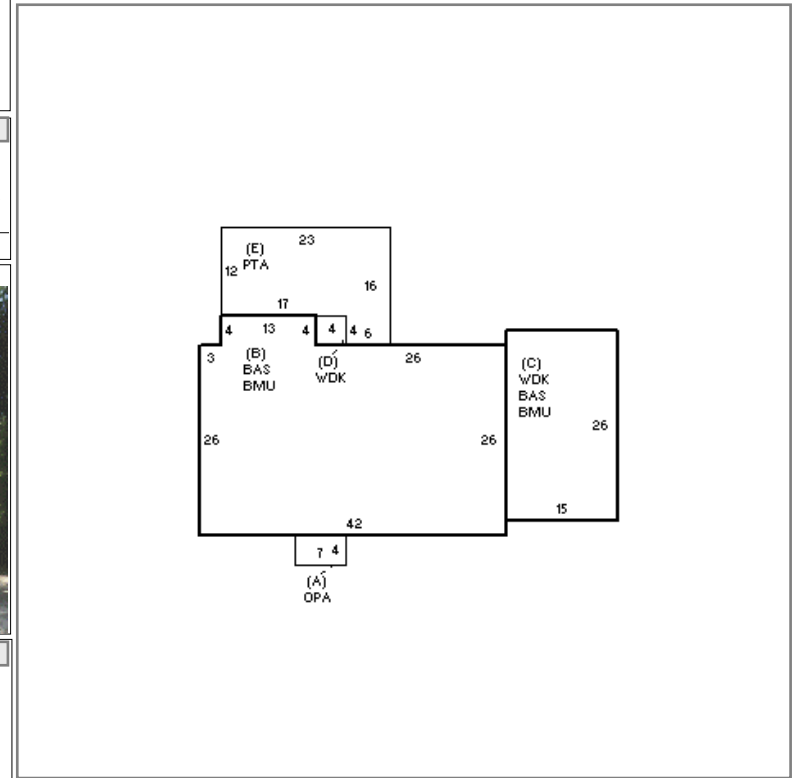 23
(E)
PTA
12
16
17
4 13 4 4 4 6
3 (B) 26
BAS
BMU
(D)
WDK
(C)
WDK
BAS
BMU
26
26
26
15
42
7 4
(A)
OPA